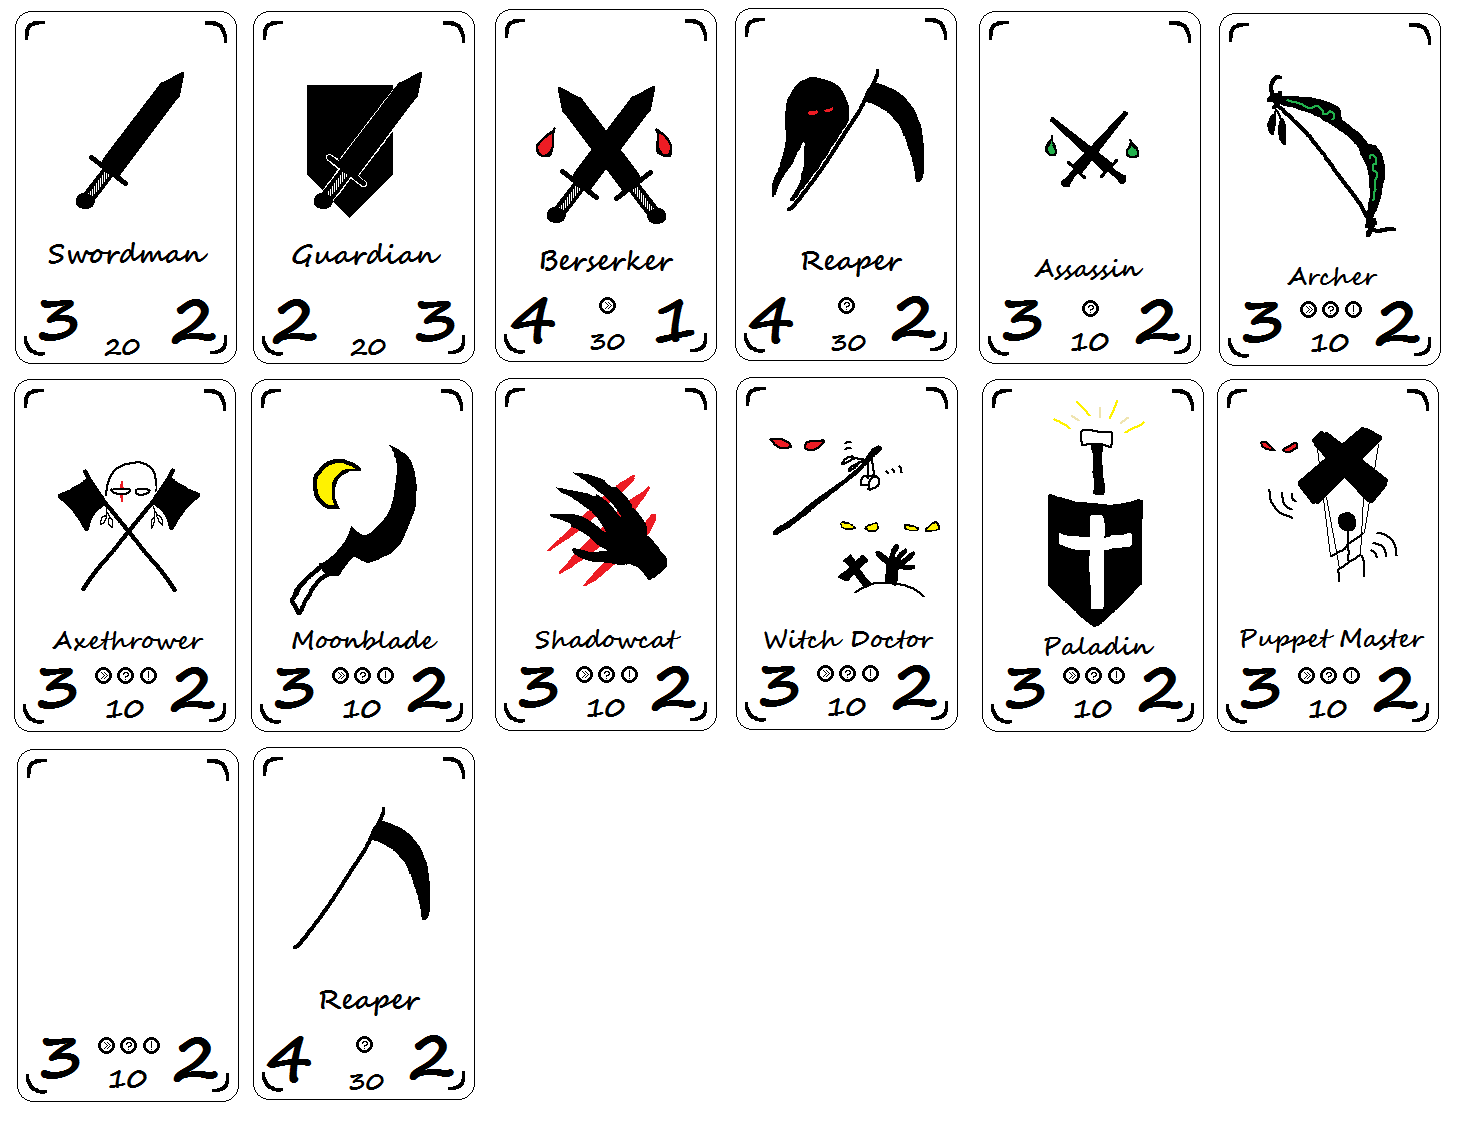 Swordman
3 20 2
Guardian
2 20 3
Berserker
4 » 1
30
Reaper
4 ? 2
30
Assassin
3 ? 2
10
Archer
3 » ? ! 2
10
Axethrower
3 » ? ! 2
10
Moonblade
3 » ? ! 2
10
Shadowcat
3 » ? ! 2
10
Witch Doctor
3 » ? ! 2
10
Paladin
3 » ? ! 2
10
Puppet Master
3 » ? ! 2
10
3 » ? ! 2
10
Reaper
4 ? 2
30